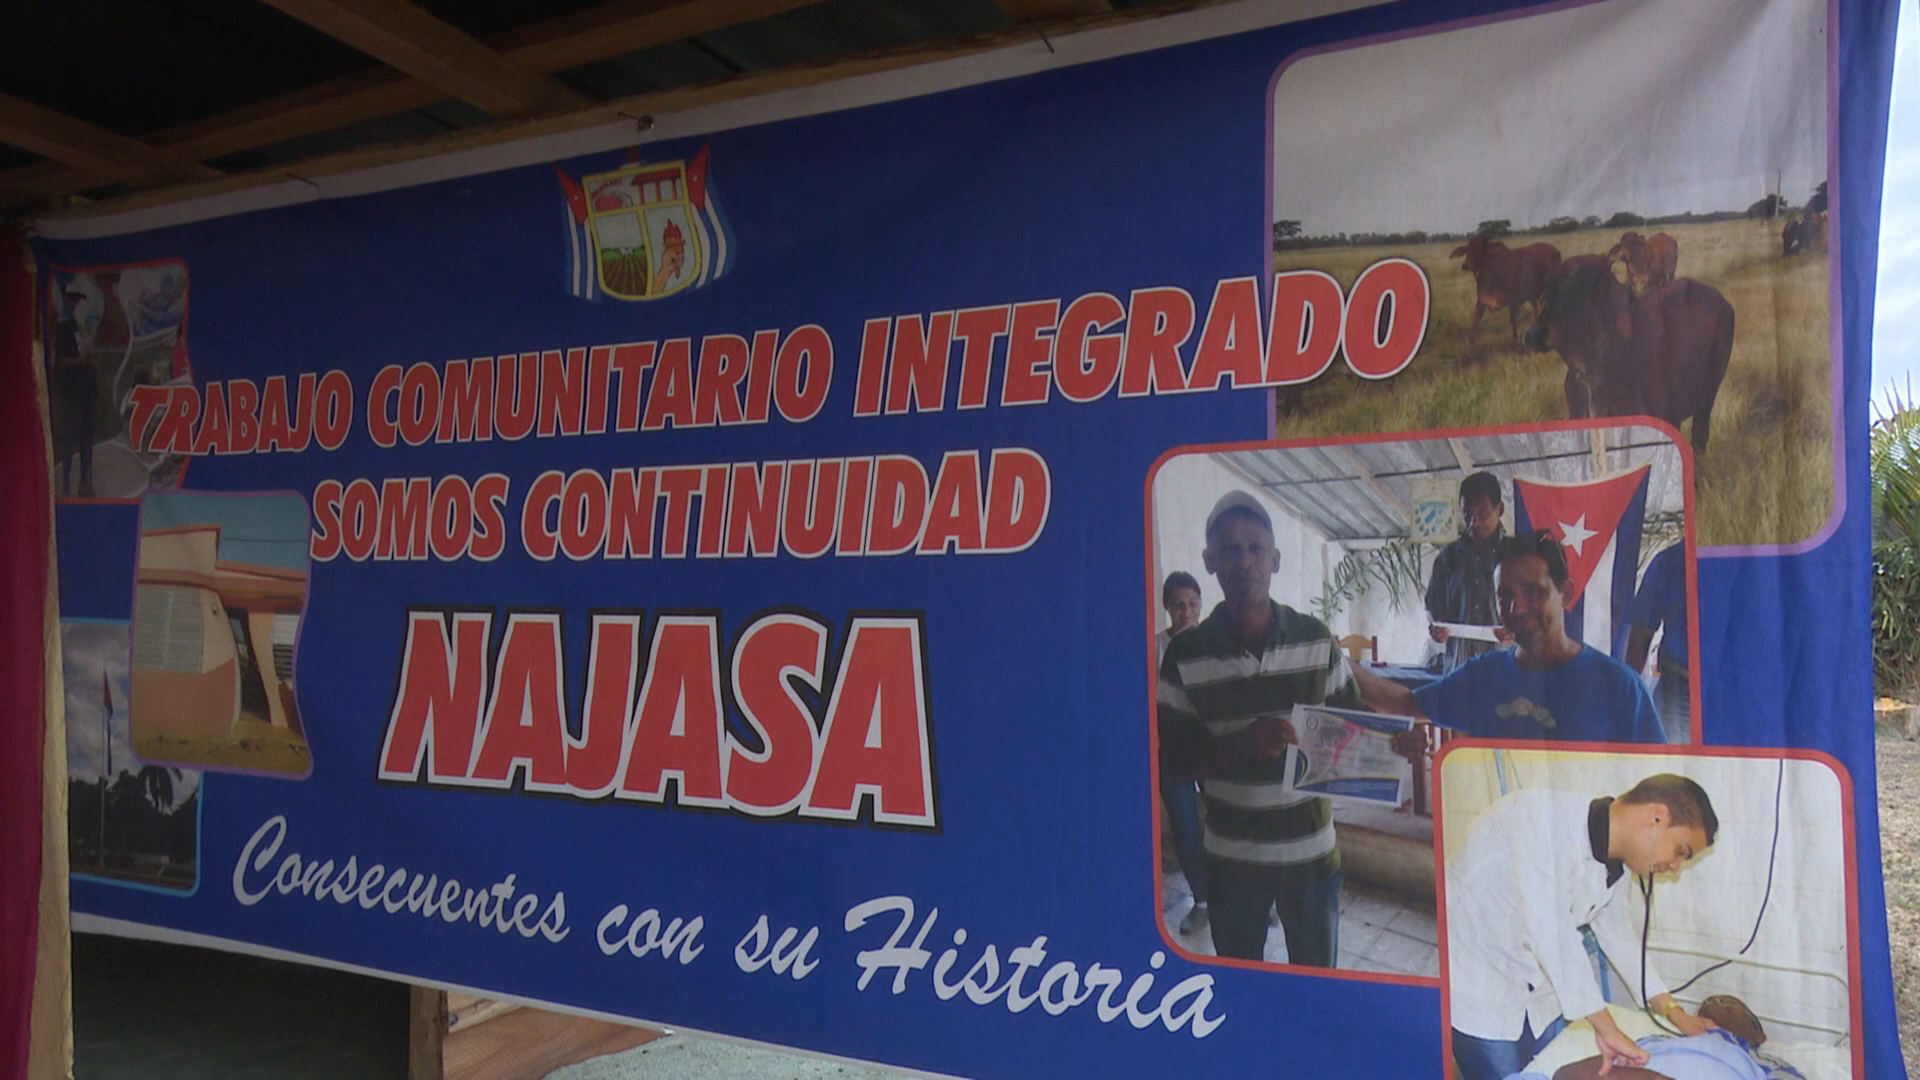 TRABAJO COMUNITARIO INTEGRADO
SOMOS CONTINUIDAD
NAJASA
Consecuentes con su Historia